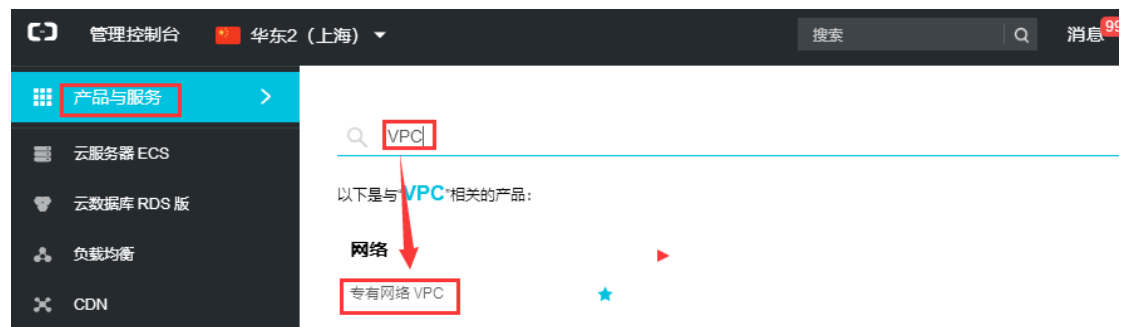 管理控制台 华东2（上海） 搜索 消息 99
产品与服务
VPC
云服务器 ECS
以下是与"VPC"相关的产品：
云数据库 RDS 版
网络
负载均衡
专有网络 VPC
CDN